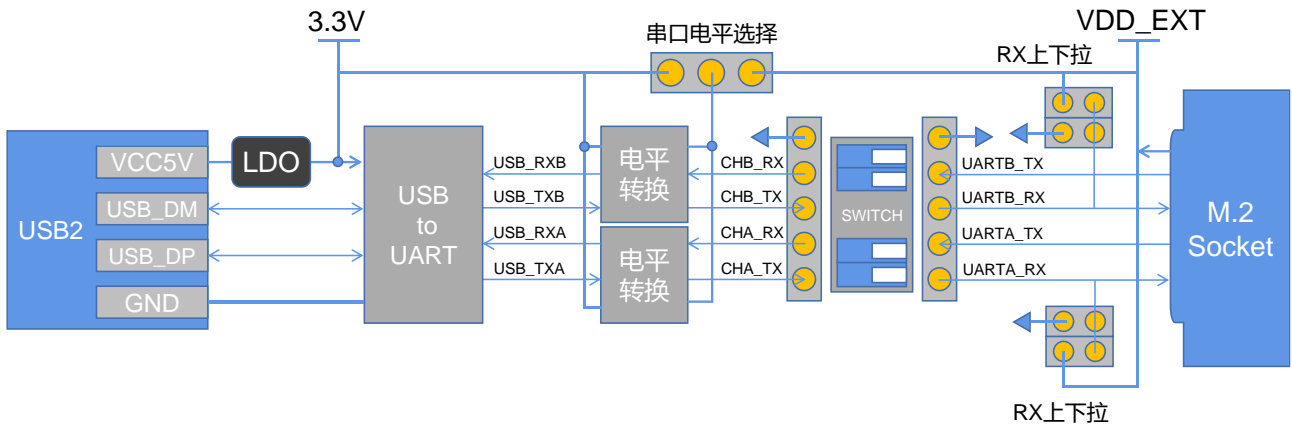 3.3V
串口电平选择
VDD_EXT
RX上下拉
USB2
VCC5V
USB_DM
USB_DP
GND
LDO
USB
to
UART
USB_RXB
USB_TXB
USB_RXA
USB_TXA
电平
转换
电平
转换
CHB_RX
CHB_TX
CHA_RX
CHA_TX
SWITCH
UARTB_TX
UARTB_RX
UARTA_TX
UARTA_RX
M.2
Socket
RX上下拉